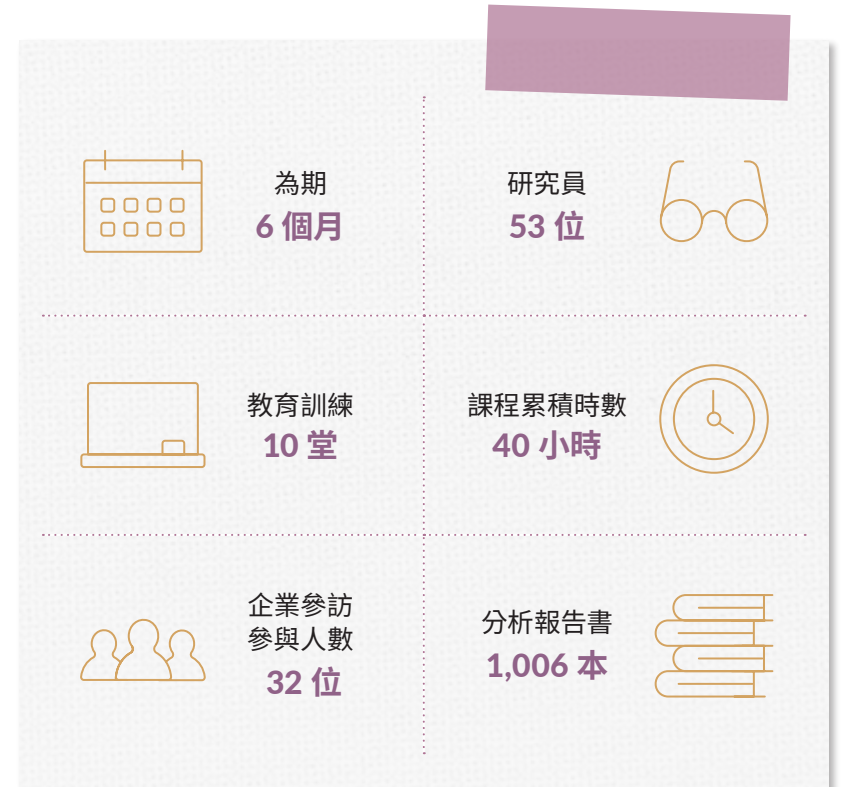 為期
6 個月
研究員
53 位
教育訓練
10 堂
課程累積時數
40 小時
企業參訪
參與人數
32 位
分析報告書
1,006 本